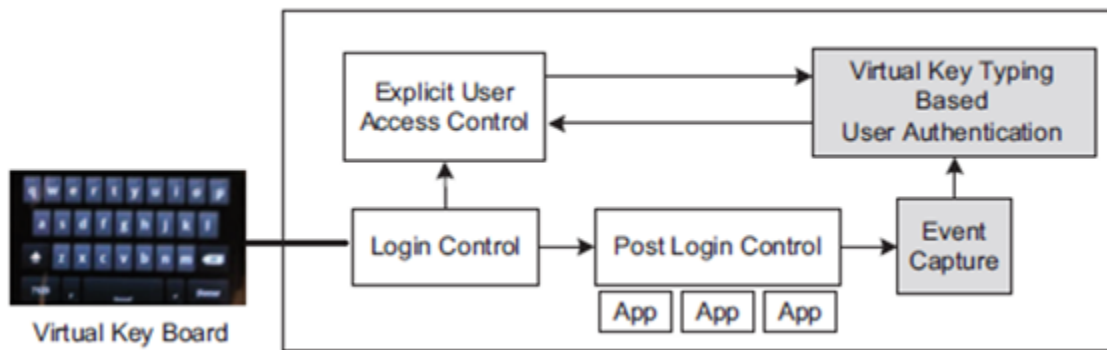 Explicit User
Access Control
Virtual Key Typing
Based
User Authentication
q w e r t y u i o p
a s d f g h j k l
z x c v b n m
Login Control
Post Login Control
Event
Capture
App
App
App
Virtual Key Board